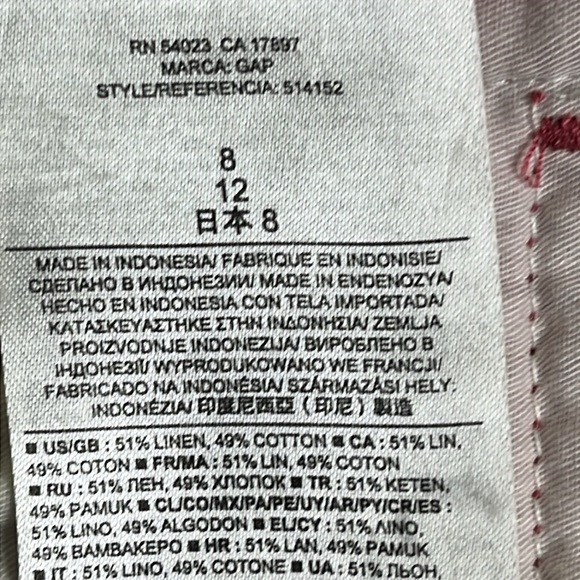 RN 54023 CA 17897
MARCA: GAP
STYLE/REFERENCIA: 514152
8
12
日本 8
MADE IN INDONESIA/ FABRIQUE EN INDONISIE/
СДЕЛАНО В ИНДОНЕЗИИ/ MADE IN ENDENOZYA/
HECHO EN INDONESIA CON TELA IMPORTADA/
ΚΑΤΑΣΚΕΥΑΣΤΗΚΕ ΣΤΗΝ ΙΝΔΟΝΗΣΙΑ/ ZEMLJA
PROIZVODNJE INDONEZIJA/ ВИРОБЛЕНО В
ІНДОНЕЗІЇ/ WYPRODUKOWANO WE FRANCJI/
FABRICADO NA INDONÉSIA/ SZÁRMAZÁSI HELY:
INDONÉZIA/ 印度尼西亞 (印尼) 製造
■ US/GB : 51% LINEN, 49% COTTON ■ CA : 51% LIN,
49% COTON ■ FR/MA : 51% LIN, 49% COTON
■ RU : 51% ЛЕН, 49% ХЛОПОК ■ TR : 51% KETEN,
49% PAMUK ■ CL/CO/MX/PA/PE/UY/AR/PY/CR/ES :
51% LINO, 49% ALGODON ■ EL/CY : 51% ΛΙΝΟ,
49% ΒΑΜΒΑΚΕΡΟ ■ HR : 51% LAN, 49% PAMUK
■ IT : 51% LINO, 49% COTONE ■ UA : 51% ЛЬОН,